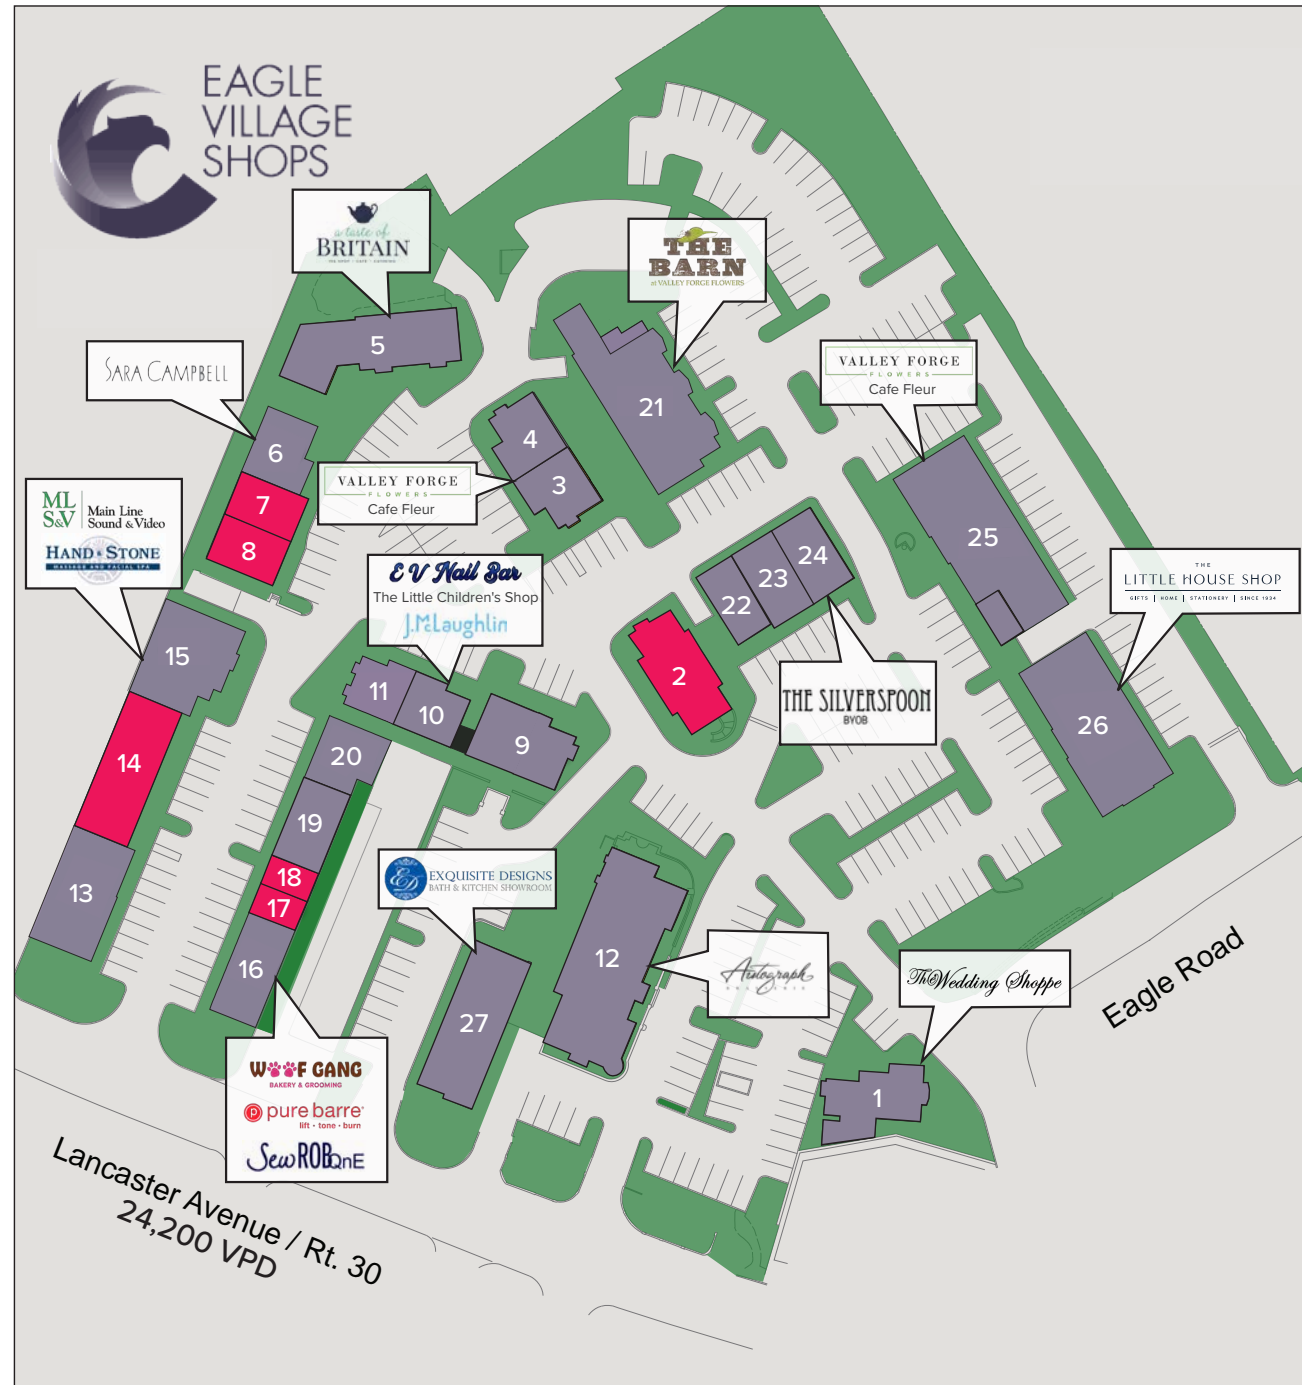 EAGLE
VILLAGE
SHOPS
a taste of
BRITAIN
THE BARN
at VALLEY FORGE FLOWERS
SARA CAMPBELL
VALLEY FORGE
FLOWERS
Cafe Fleur
VALLEY FORGE
FLOWERS
Cafe Fleur
ML
S&V
Main Line
Sound & Video
HAND & STONE
MASSAGE AND FACIAL SPA
EV Nail Bar
The Little Children's Shop
J.McLaughlin
THE
LITTLE HOUSE SHOP
GIFTS | HOME | STATIONERY | SINCE 1934
THE SILVERSPOON
BYOB
ED
EXQUISITE DESIGNS
BATH & KITCHEN SHOWROOM
Autograph
The Wedding Shoppe
WOOF GANG
BAKERY & GROOMING
p
pure barre
lift • tone • burn
Sew ROB QnE
5
6
7
8
4
3
21
25
24
23
22
2
26
15
14
13
11
10
9
20
19
18
17
16
12
27
1
Eagle Road
Lancaster Avenue / Rt. 30
24,200 VPD